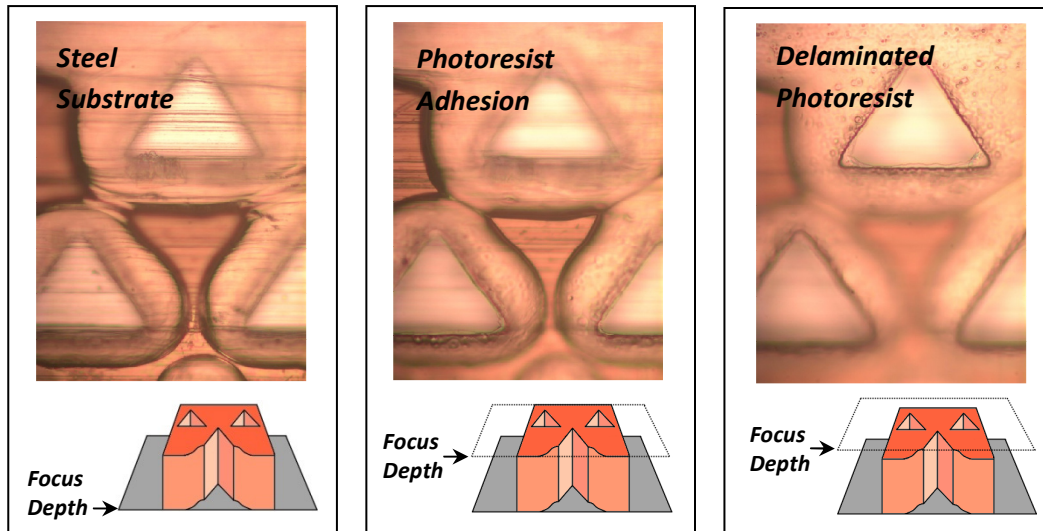 Steel
Substrate
Photoresist
Adhesion
Delaminated
Photoresist
Focus
Depth
Focus
Depth
Focus
Depth